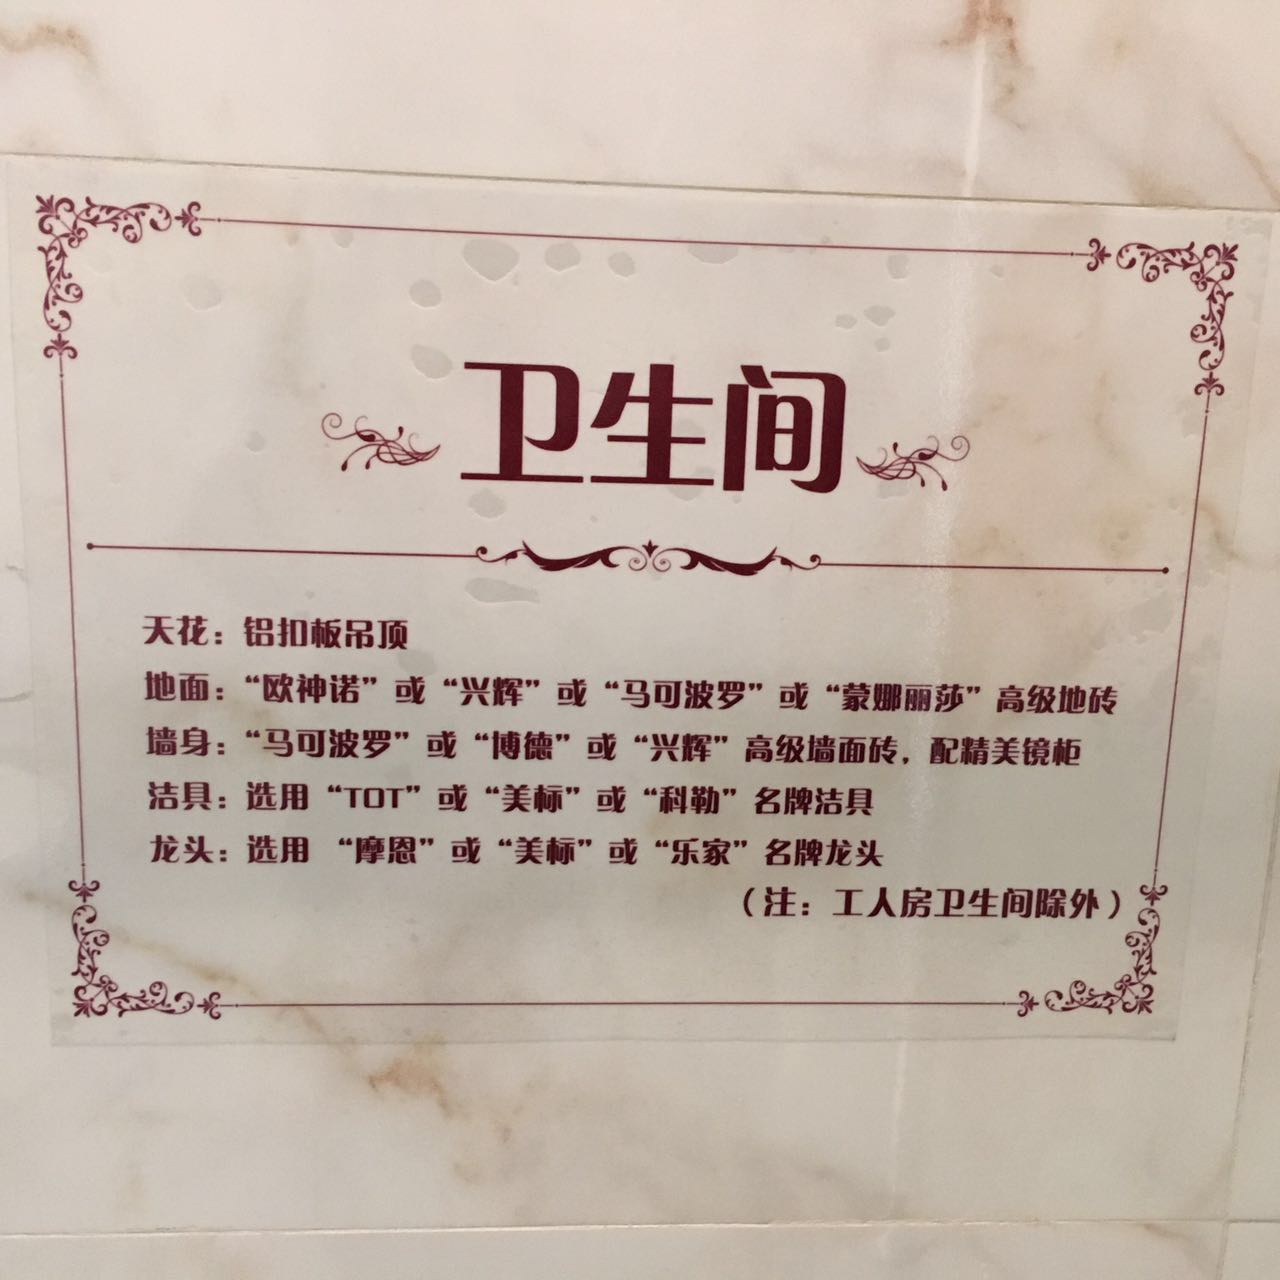 卫生间
天花：铝扣板吊顶
地面：“欧神诺”或“兴辉”或“马可波罗”或“蒙娜丽莎”高级地砖
墙身：“马可波罗”或“博德”或“兴辉”高级墙面砖，配精美镜柜
洁具：选用“TOT”或“美标”或“科勒”名牌洁具
龙头：选用 “摩恩”或“美标”或“乐家”名牌龙头
（注：工人房卫生间除外）